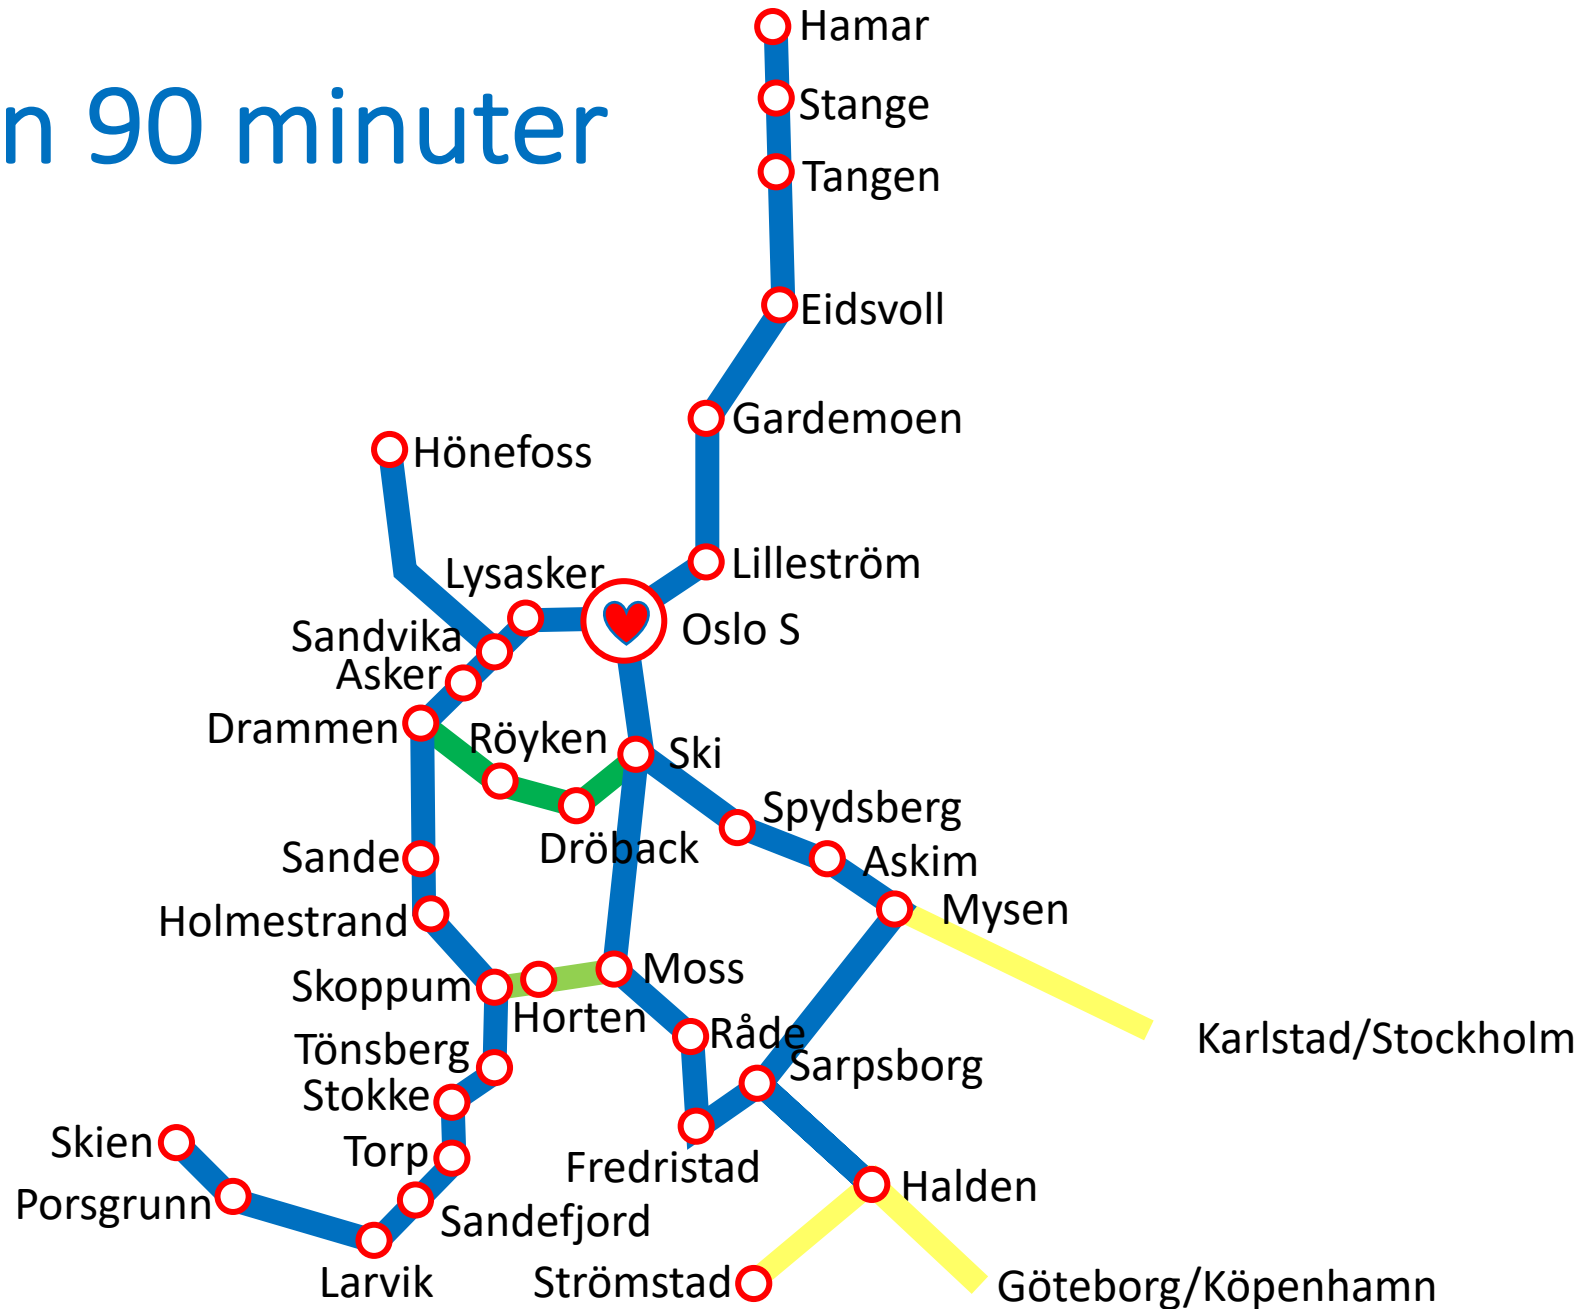 Hamar
n 90 minuter
Stange
Tangen
Eidsvoll
Gardemoen
Hönefoss
Lysasker
Lilleström
Oslo S
Sandvika
Asker
Drammen
Röyken
Ski
Spydsberg
Dröback
Sande
Askim
Mysen
Holmestrand
Moss
Skoppum
Horten
Råde
Karlstad/Stockholm
Tönsberg
Sarpsborg
Stokke
Skien
Torp
Fredristad
Halden
Porsgrunn
Sandefjord
Larvik
Strömstad
Göteborg/Köpenhamn